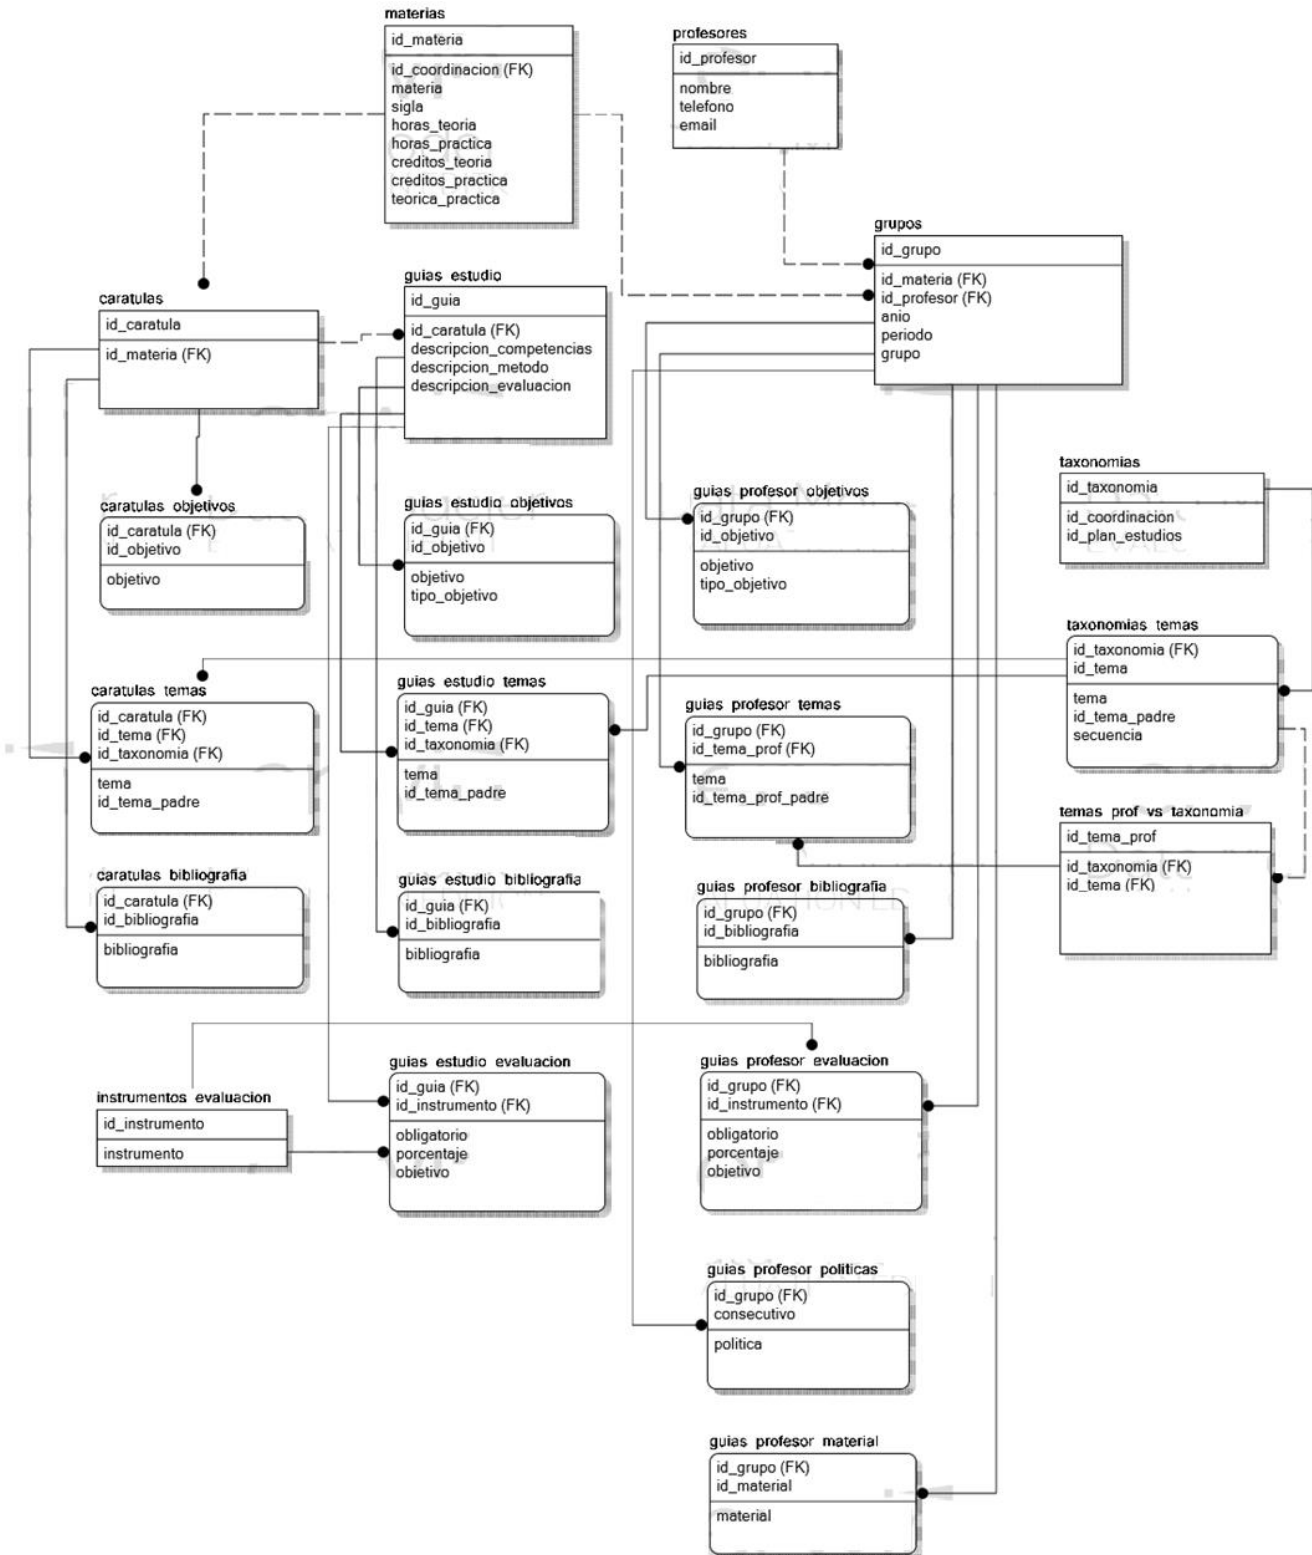 materias
id_materia
id_coordinacion (FK)
materia
sigla
horas_teoria
horas_practica
creditos_teoria
creditos_practica
teorica_practica
profesores
id_profesor
nombre
telefono
email
grupos
id_grupo
id_materia (FK)
id_profesor (FK)
anio
periodo
grupo
caratulas
id_caratula
id_materia (FK)
guias estudio
id_guia
id_caratula (FK)
descripcion_competencias
descripcion_metodo
descripcion_evaluacion
caratulas objetivos
id_caratula (FK)
id_objetivo
objetivo
guias estudio objetivos
id_guia (FK)
id_objetivo
objetivo
tipo_objetivo
guias profesor objetivos
id_grupo (FK)
id_objetivo
objetivo
tipo_objetivo
taxonomias
id_taxonomia
id_coordinacion
id_plan_estudios
taxonomias temas
id_taxonomia (FK)
id_tema
tema
id_tema_padre
secuencia
caratulas temas
id_caratula (FK)
id_tema (FK)
id_taxonomia (FK)
tema
id_tema_padre
guias estudio temas
id_guia (FK)
id_tema (FK)
id_taxonomia (FK)
tema
id_tema_padre
guias profesor temas
id_grupo (FK)
id_tema_prof (FK)
tema
id_tema_prof_padre
temas prof vs taxonomia
id_tema_prof
id_taxonomia (FK)
id_tema (FK)
caratulas bibliografia
id_caratula (FK)
id_bibliografia
bibliografia
guias estudio bibliografia
id_guia (FK)
id_bibliografia
bibliografia
guias profesor bibliografia
id_grupo (FK)
id_bibliografia
bibliografia
instrumentos evaluacion
id_instrumento
instrumento
guias estudio evaluacion
id_guia (FK)
id_instrumento (FK)
obligatorio
porcentaje
objetivo
guias profesor evaluacion
id_grupo (FK)
id_instrumento (FK)
obligatorio
porcentaje
objetivo
guias profesor politicas
id_grupo (FK)
consecutivo
politica
guias profesor material
id_grupo (FK)
id_material
material